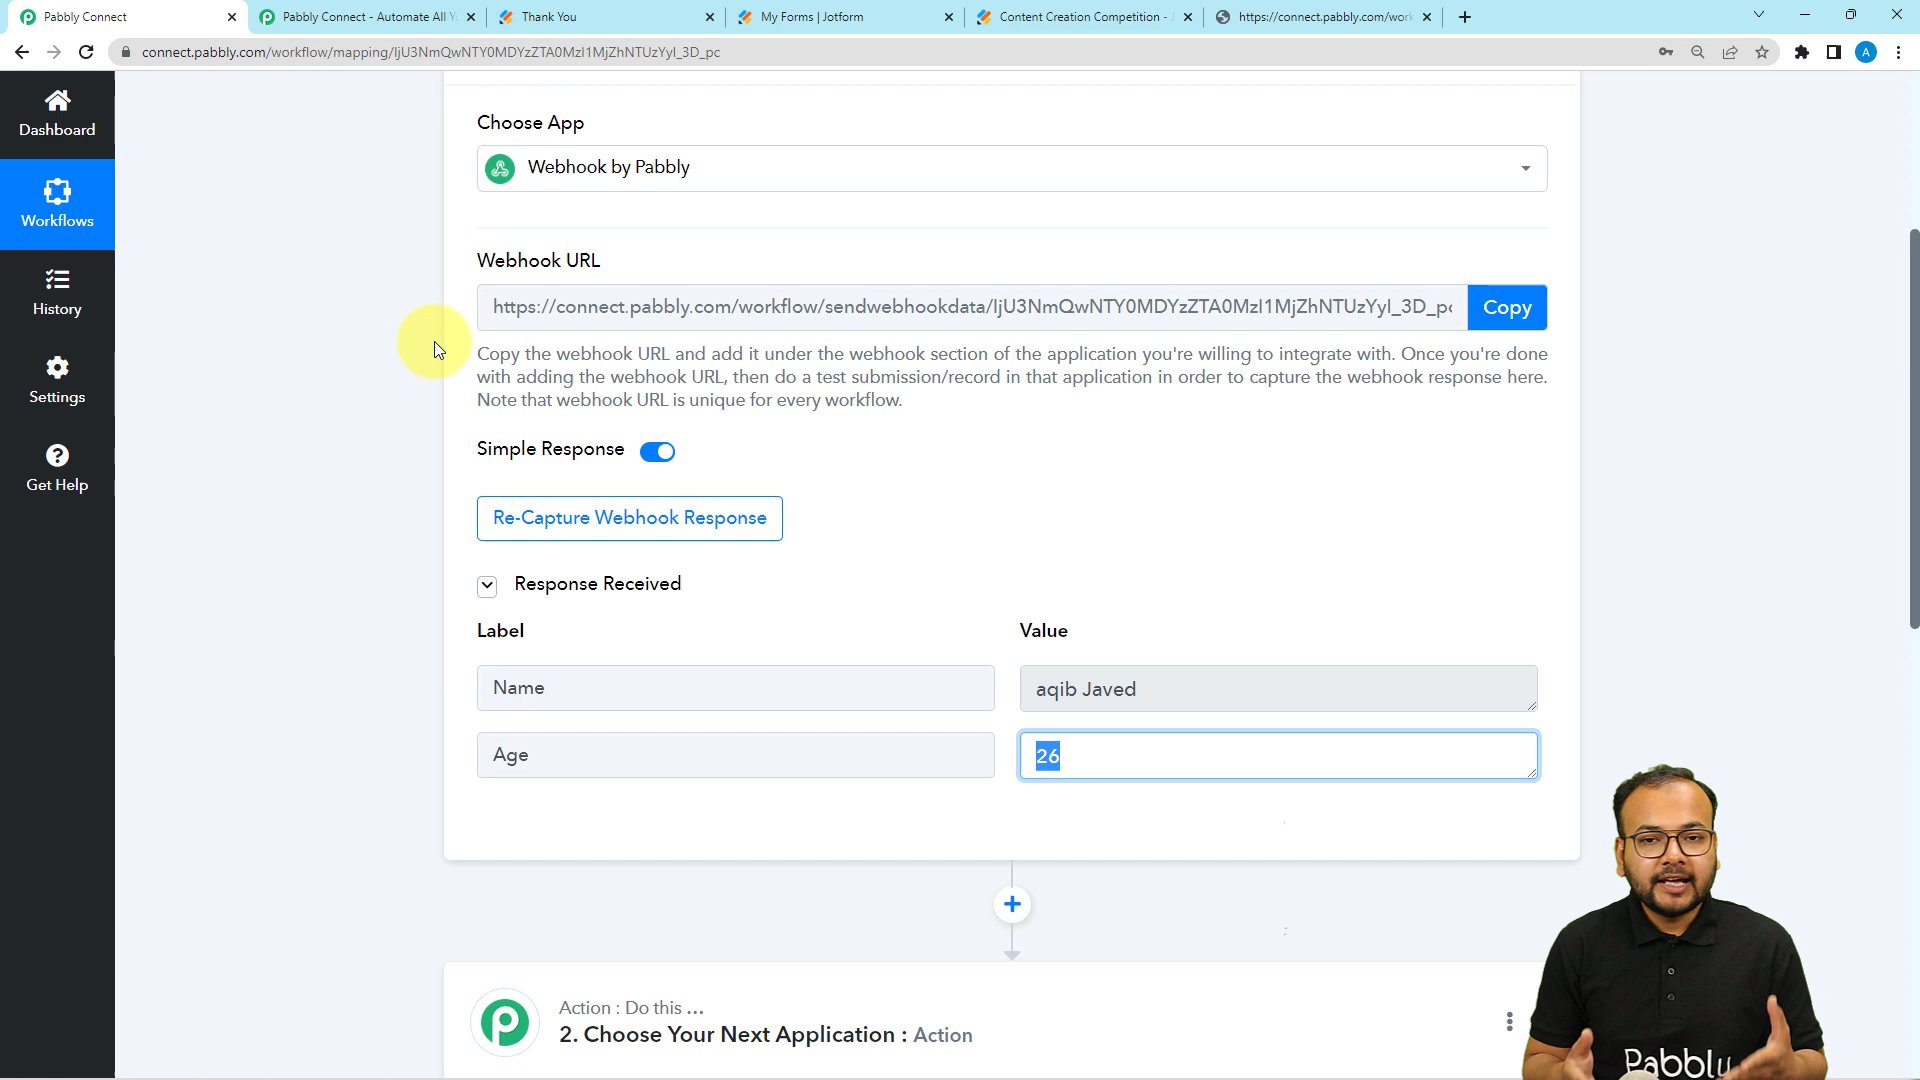 Pabbly Connect
Pabbly Connect - Automate All Yo
Thank You
My Forms | Jotform
Content Creation Competition -
https://connect.pabbly.com/work
connect.pabbly.com/workflow/mapping/IjU3NmQwNTY0MDYzZTA0MzI1MjZhNTUzYyI_3D_pc
A
Dashboard
Workflows
History
Settings
Get Help
Choose App
Webhook by Pabbly
Webhook URL
https://connect.pabbly.com/workflow/sendwebhookdata/IjU3NmQwNTY0MDYzZTA0MzI1MjZhNTUzYyI_3D_pc
Copy
Copy the webhook URL and add it under the webhook section of the application you're willing to integrate with. Once you're done
with adding the webhook URL, then do a test submission/record in that application in order to capture the webhook response here.
Note that webhook URL is unique for every workflow.
Simple Response
Re-Capture Webhook Response
Response Received
Label
Value
Name
aqib Javed
Age
26
Action : Do this ...
2. Choose Your Next Application : Action
Pabbly